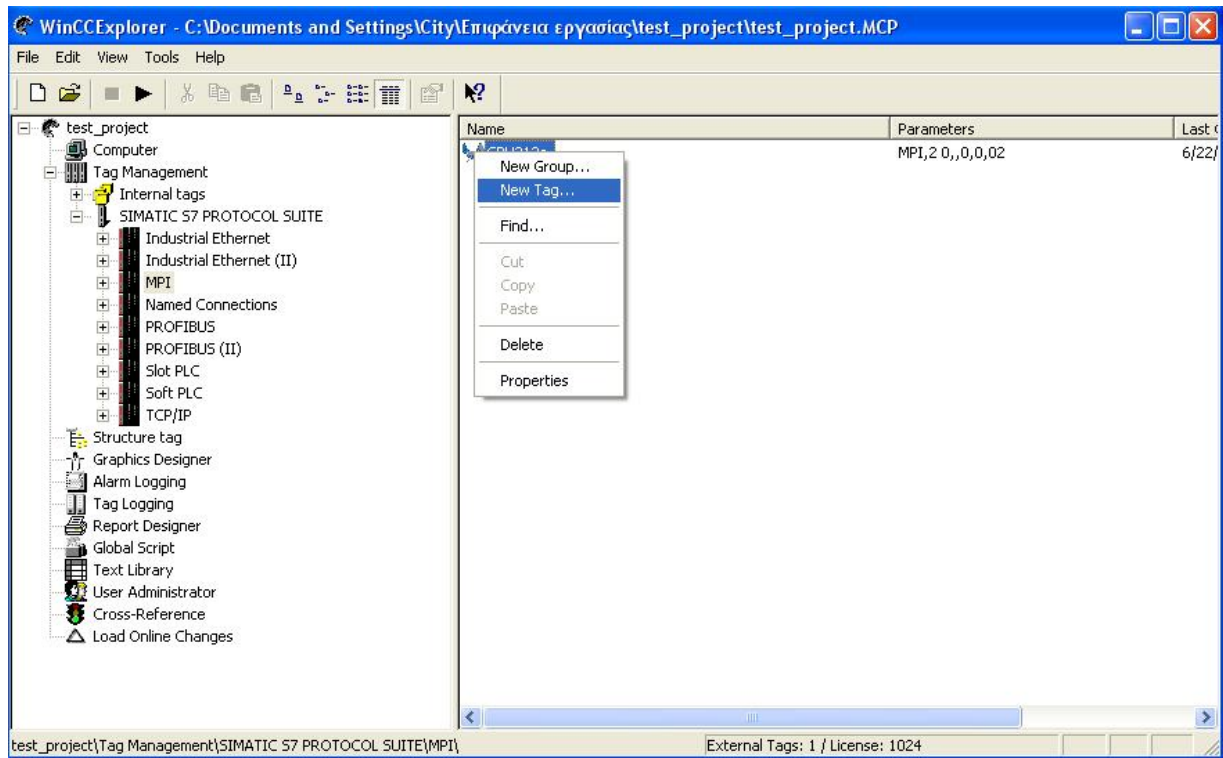 WinCCExplorer - C:\Documents and Settings\City\Επιφάνεια εργασίας\test_project\test_project.MCP
File Edit View Tools Help
test_project
Computer
Tag Management
Internal tags
SIMATIC S7 PROTOCOL SUITE
Industrial Ethernet
Industrial Ethernet (II)
MPI
Named Connections
PROFIBUS
PROFIBUS (II)
Slot PLC
Soft PLC
TCP/IP
Structure tag
Graphics Designer
Alarm Logging
Tag Logging
Report Designer
Global Script
Text Library
User Administrator
Cross-Reference
Load Online Changes
Name Parameters Last
MPI,2 0,,0,0,02 6/22/
New Group...
New Tag...
Find...
Cut
Copy
Paste
Delete
Properties
test_project\Tag Management\SIMATIC S7 PROTOCOL SUITE\MPI\ External Tags: 1 / License: 1024